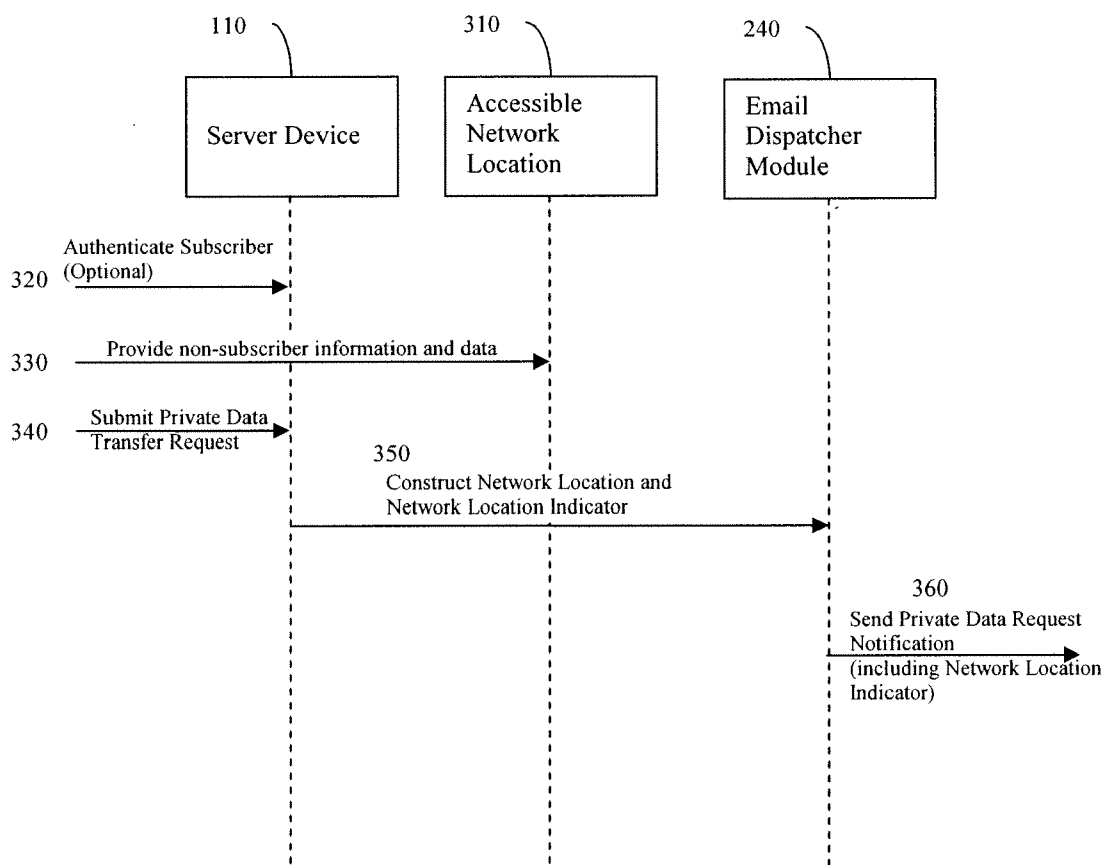 110
310
240
Server Device
Accessible
Network
Location
Email
Dispatcher
Module
Authenticate Subscriber
(Optional)
320
Provide non-subscriber information and data
330
Submit Private Data
Transfer Request
340
350
Construct Network Location and
Network Location Indicator
360
Send Private Data Request
Notification
(including Network Location
Indicator)